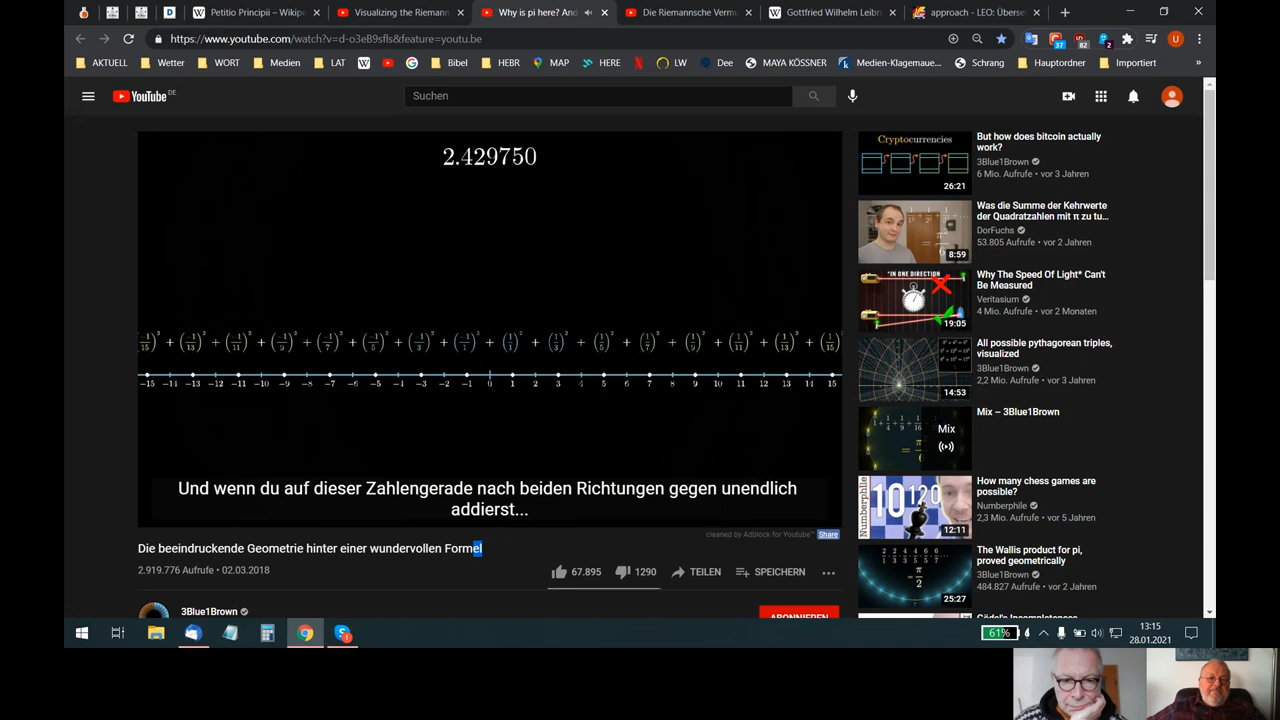 Petitio Principii – Wikipe
Visualizing the Riemann
Why is pi here? And
Die Riemannsche Vermu
Gottfried Wilhelm Leibn
approach - LEO: Überse
https://www.youtube.com/watch?v=d-o3eB9sfls&feature=youtu.be
AKTUELL Wetter WORT Medien LAT Bibel HEBR MAP HERE LW Dee MAYA KÖSSNER Medien-Klagemaue... Schrang Hauptordner Importiert »
YouTube DE
Suchen
2.429750
-15 -14 -13 -12 -11 -10 -9 -8 -7 -6 -5 -4 -3 -2 -1 0 1 2 3 4 5 6 7 8 9 10 11 12 13 14 15
Und wenn du auf dieser Zahlengerade nach beiden Richtungen gegen unendlich
addierst...
cleaned by Adblock for Youtube™ Share
Die beeindruckende Geometrie hinter einer wundervollen Formel
2.919.776 Aufrufe • 02.03.2018
67.895 1290 TEILEN SPEICHERN
3Blue1Brown
ABONNIEREN
Cryptocurrencies
26:21
But how does bitcoin actually
work?
3Blue1Brown
6 Mio. Aufrufe • vor 3 Jahren
8:59
Was die Summe der Kehrwerte
der Quadratzahlen mit π zu tu...
DorFuchs
53.805 Aufrufe • vor 2 Jahren
*IN ONE DIRECTION
19:05
Why The Speed Of Light* Can't
Be Measured
Veritasium
4 Mio. Aufrufe • vor 2 Monaten
14:53
All possible pythagorean triples,
visualized
3Blue1Brown
2,2 Mio. Aufrufe • vor 3 Jahren
Mix
Mix – 3Blue1Brown
Numberphile
10 120
12:11
How many chess games are
possible?
Numberphile
2,3 Mio. Aufrufe • vor 5 Jahren
25:27
The Wallis product for pi,
proved geometrically
3Blue1Brown
484.827 Aufrufe • vor 2 Jahren
61%
13:15
28.01.2021